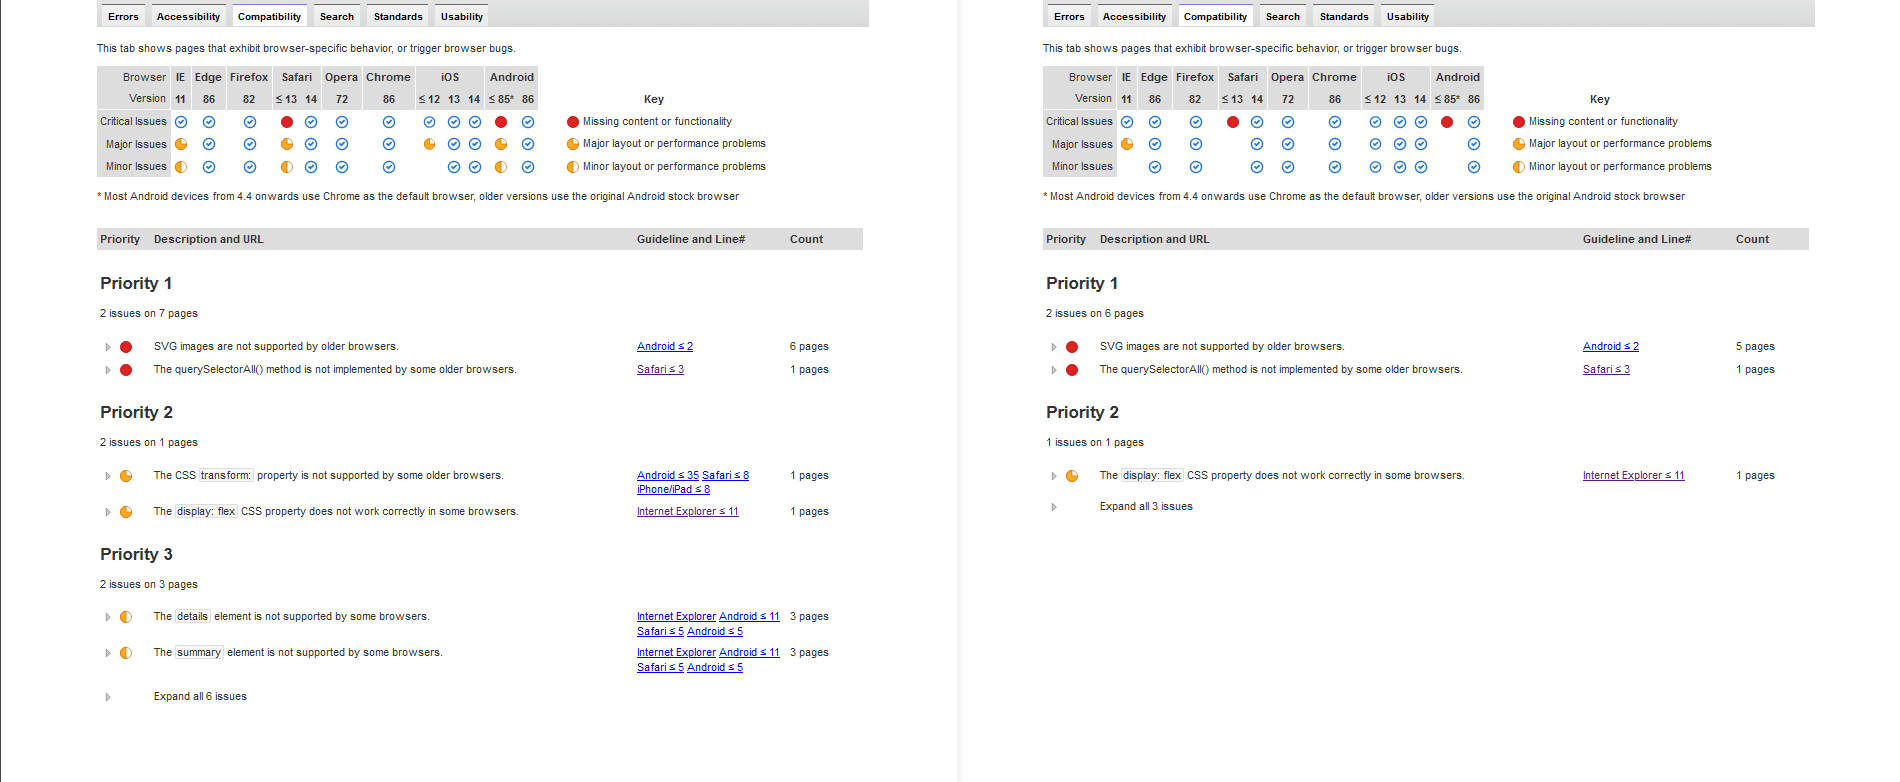 Errors Accessibility Compatibility Search Standards Usability
This tab shows pages that exhibit browser-specific behavior, or trigger browser bugs.
Browser IE Edge Firefox Safari Opera Chrome iOS Android
Version 11 86 82 ≤ 13 14 72 86 ≤ 12 13 14 ≤ 85* 86 Key
Critical Issues Missing content or functionality
Major Issues Major layout or performance problems
Minor Issues Minor layout or performance problems
* Most Android devices from 4.4 onwards use Chrome as the default browser, older versions use the original Android stock browser
Priority Description and URL Guideline and Line# Count
Priority 1
2 issues on 7 pages
SVG images are not supported by older browsers. Android ≤ 2 6 pages
The querySelectorAll() method is not implemented by some older browsers. Safari ≤ 3 1 pages
Priority 2
2 issues on 1 pages
The CSS transform: property is not supported by some older browsers. Android ≤ 35 Safari ≤ 8 1 pages
iPhone/iPad ≤ 8
The display: flex CSS property does not work correctly in some browsers. Internet Explorer ≤ 11 1 pages
Priority 3
2 issues on 3 pages
The details element is not supported by some browsers. Internet Explorer Android ≤ 11 3 pages
Safari ≤ 5 Android ≤ 5
The summary element is not supported by some browsers. Internet Explorer Android ≤ 11 3 pages
Safari ≤ 5 Android ≤ 5
Expand all 6 issues
Errors Accessibility Compatibility Search Standards Usability
This tab shows pages that exhibit browser-specific behavior, or trigger browser bugs.
Browser IE Edge Firefox Safari Opera Chrome iOS Android
Version 11 86 82 ≤ 13 14 72 86 ≤ 12 13 14 ≤ 85* 86 Key
Critical Issues Missing content or functionality
Major Issues Major layout or performance problems
Minor Issues Minor layout or performance problems
* Most Android devices from 4.4 onwards use Chrome as the default browser, older versions use the original Android stock browser
Priority Description and URL Guideline and Line# Count
Priority 1
2 issues on 6 pages
SVG images are not supported by older browsers. Android ≤ 2 5 pages
The querySelectorAll() method is not implemented by some older browsers. Safari ≤ 3 1 pages
Priority 2
1 issues on 1 pages
The display: flex CSS property does not work correctly in some browsers. Internet Explorer ≤ 11 1 pages
Expand all 3 issues